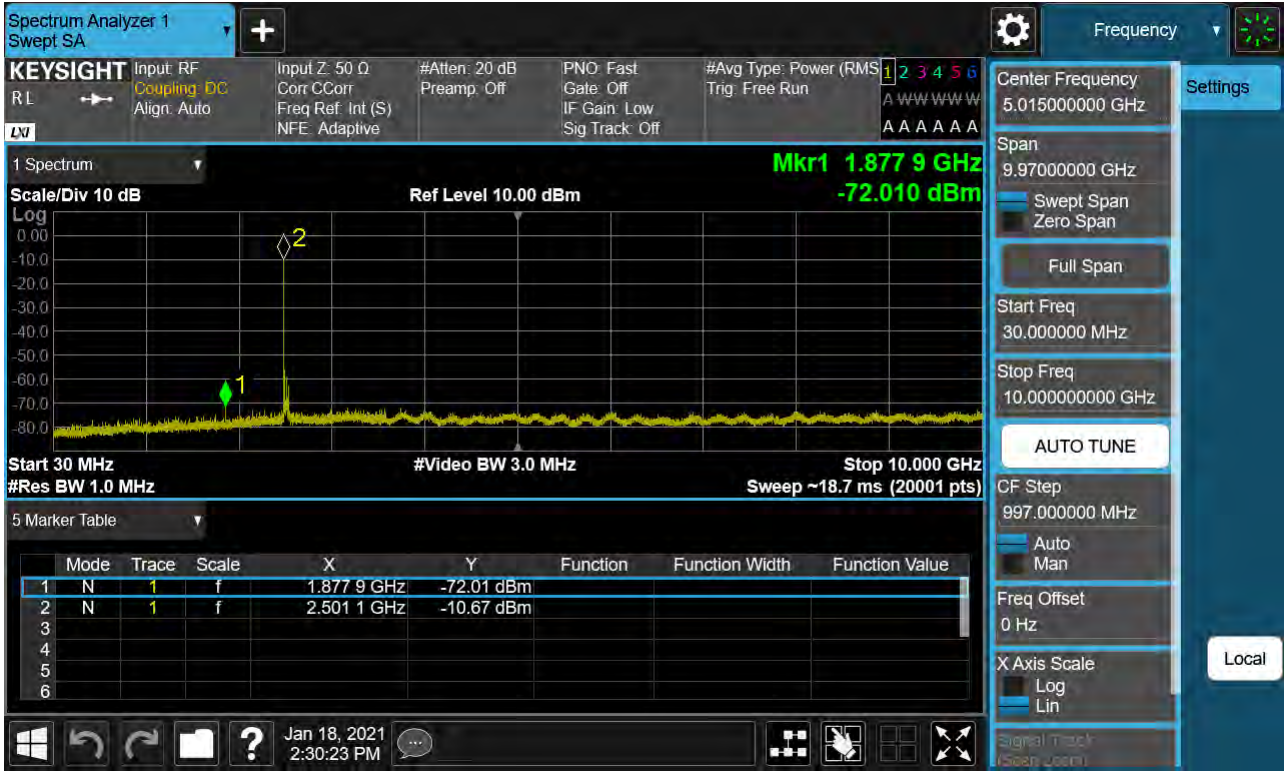 Spectrum Analyzer 1
Swept SA
Frequency
KEYSIGHT
R L
LXI
Input: RF
Coupling: DC
Align: Auto
Input Z: 50 Ω
Corr CCorr
Freq Ref: Int (S)
NFE: Adaptive
#Atten: 20 dB
Preamp: Off
PNO: Fast
Gate: Off
IF Gain: Low
Sig Track: Off
#Avg Type: Power (RMS
Trig: Free Run
1 2 3 4 5 6
A W W W W W
A A A A A A
1 Spectrum
Mkr1 1.877 9 GHz
Scale/Div 10 dB
Ref Level 10.00 dBm
-72.010 dBm
Log
0.00
-10.0
-20.0
-30.0
-40.0
-50.0
-60.0
-70.0
-80.0
2
1
Start 30 MHz
#Video BW 3.0 MHz
Stop 10.000 GHz
#Res BW 1.0 MHz
Sweep ~18.7 ms (20001 pts)
5 Marker Table
Mode Trace Scale X Y Function Function Width Function Value
1 N 1 f 1.877 9 GHz -72.01 dBm
2 N 1 f 2.501 1 GHz -10.67 dBm
3
4
5
6
Jan 18, 2021
2:30:23 PM
Center Frequency
5.015000000 GHz
Span
9.97000000 GHz
Swept Span
Zero Span
Full Span
Start Freq
30.000000 MHz
Stop Freq
10.000000000 GHz
AUTO TUNE
CF Step
997.000000 MHz
Auto
Man
Freq Offset
0 Hz
X Axis Scale
Log
Lin
Signal Track
(Span Zoom)
Settings
Local